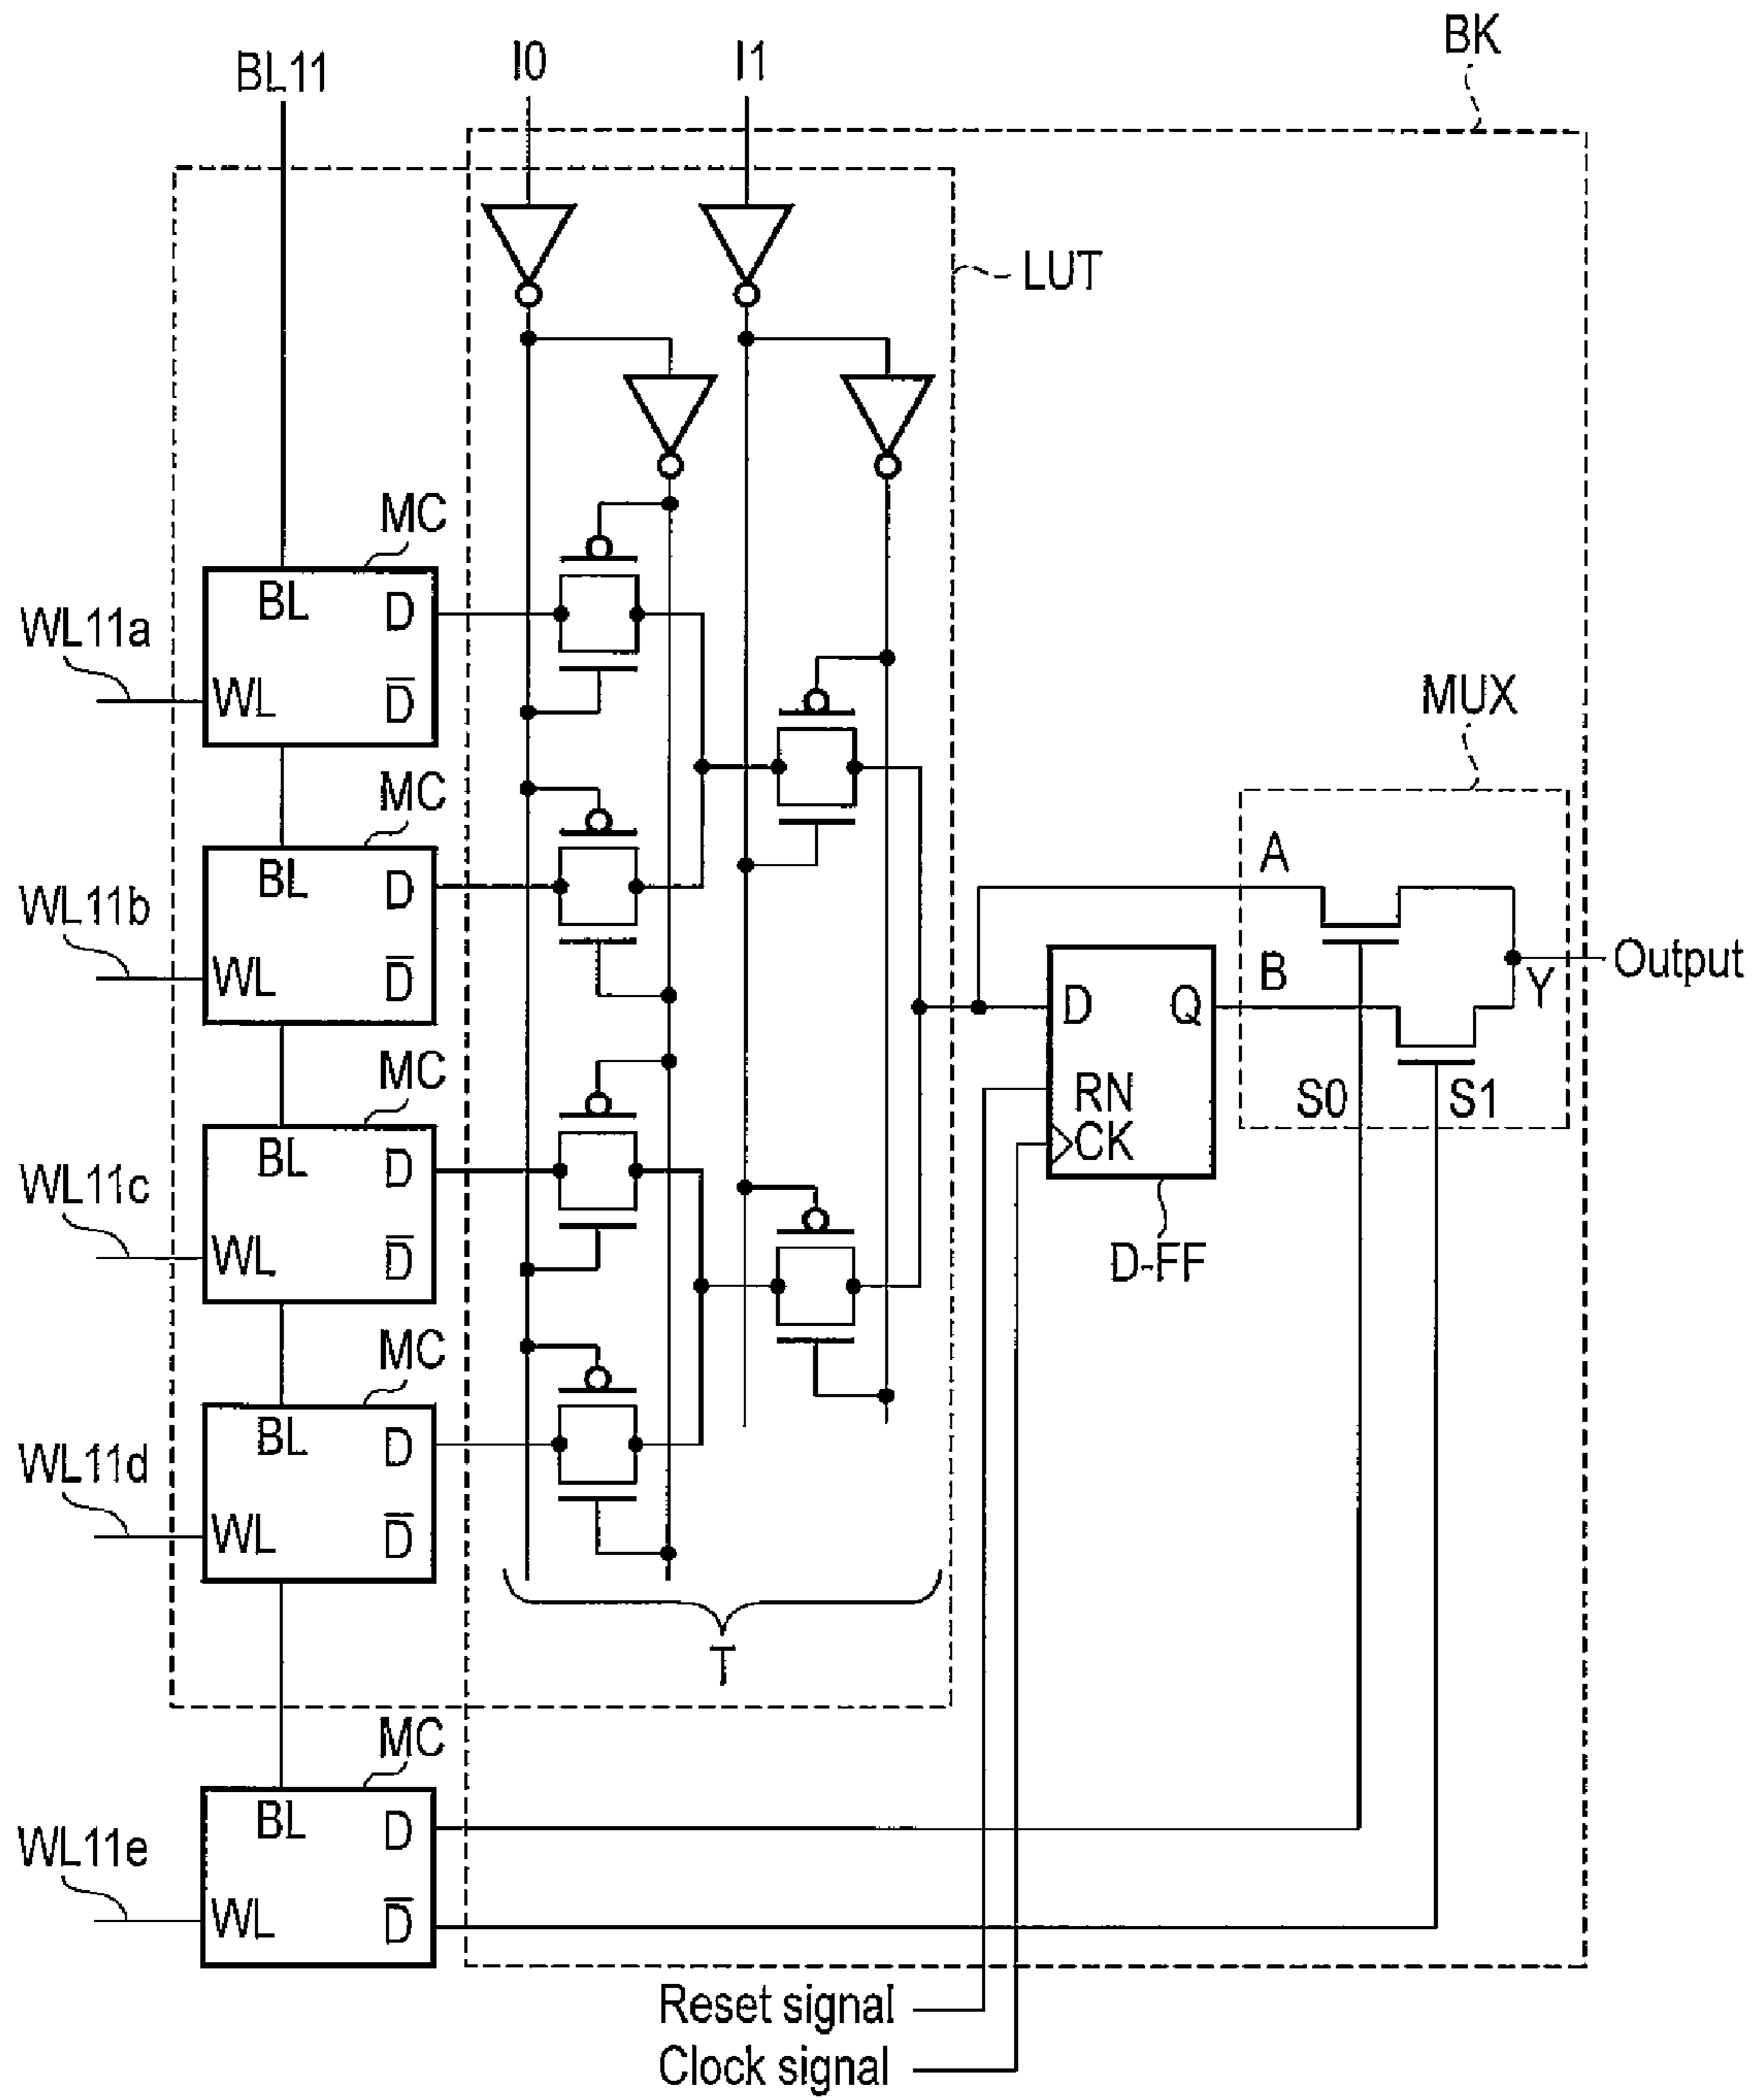 BK
BL11
I0
I1
LUT
MC
BL
D
WL11a
WL
D̅
MC
BL
D
WL11b
WL
D̅
MC
BL
D
WL11c
WL
D̅
MC
BL
D
WL11d
WL
D̅
T
MUX
A
B
Y
Output
S0
S1
D
Q
RN
CK
D-FF
MC
BL
D
WL11e
WL
D̅
Reset signal
Clock signal